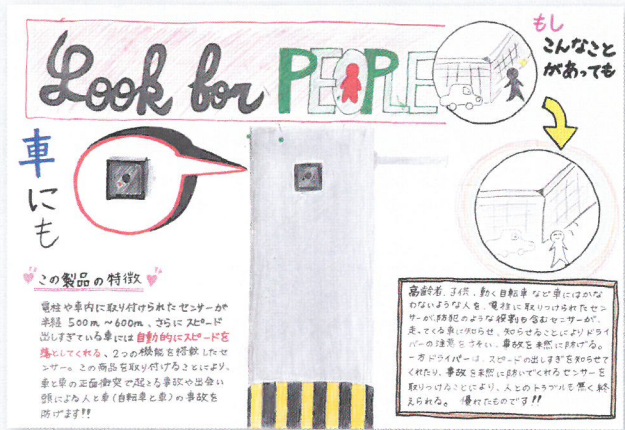 Look for PEOPLE
もし
こんなこと
があっても
車にも
この製品の特徴
電柱や車内に取り付けられたセンサーが
半経 500m 〜600m、さらにスピード
出しすぎている車には自動的にスピードを
落としてくれる、2つの機能を搭載したセ
ンサー。この商品を取り付けることにより、
車と車の正面衝突で起こる事故や出会い
頭による人と車(自転車と車)の事故を
防げます!!
高齢者、子供、動く自転車など車にはかな
わないような人を、電柱に取りつけられたセン
サーが、防犯のような役割も含むセンサーが、
走ってくる車に知らせ、知らせることによりドライ
バーの注意をうながい、事故を未然に防げる。
一方ドライバーは、スピードの出しすぎを知らせて
くれたり、事故を未然に防いでくれるセンサーを
取りつけることにより、人とのトラブルも無く終
えられる。 優れたものです!!